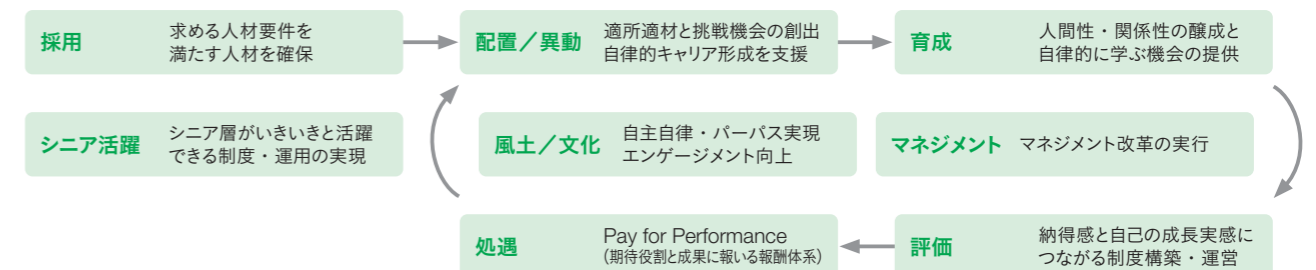 採用
求める人材要件を
満たす人材を確保
配置／異動
適所適材と挑戦機会の創出
自律的キャリア形成を支援
育成
人間性・関係性の醸成と
自律的に学ぶ機会の提供
シニア活躍
シニア層がいきいきと活躍
できる制度・運用の実現
風土／文化
自主自律・パーパス実現
エンゲージメント向上
マネジメント
マネジメント改革の実行
処遇
Pay for Performance
（期待役割と成果に報いる報酬体系）
評価
納得感と自己の成長実感に
つながる制度構築・運営